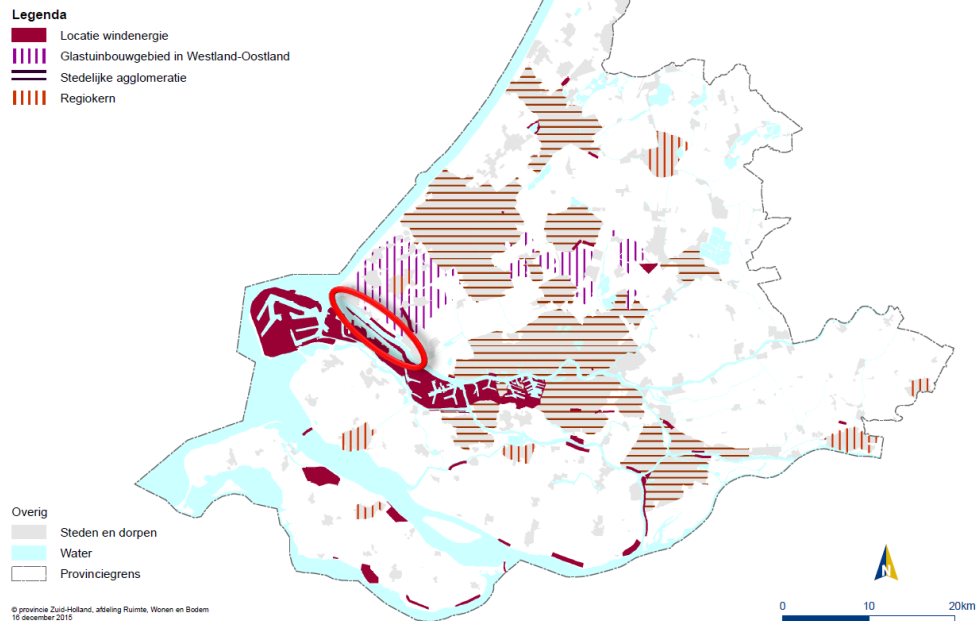 Legenda
Locatie windenergie
Glastuinbouwgebied in Westland-Oostland
Stedelijke agglomeratie
Regiokern
Overig
Steden en dorpen
Water
Provinciegrens
© provincie Zuid-Holland, afdeling Ruimte, Wonen en Bodem
16 december 2015
N
0 10 20km